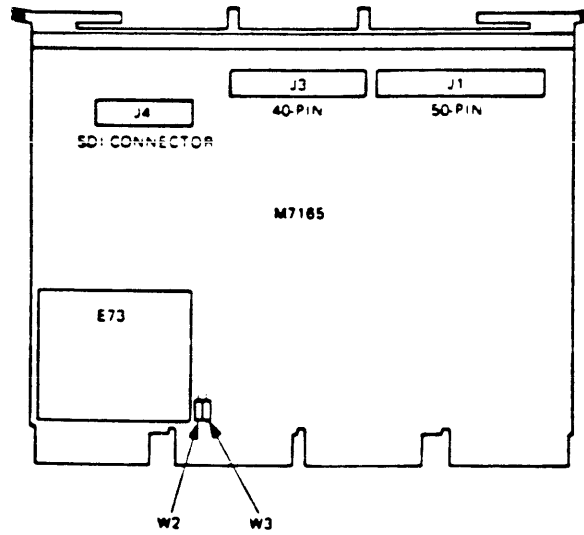 J3
J1
J4
40-PIN
50-PIN
SDI CONNECTOR
M7165
E73
W2
W3